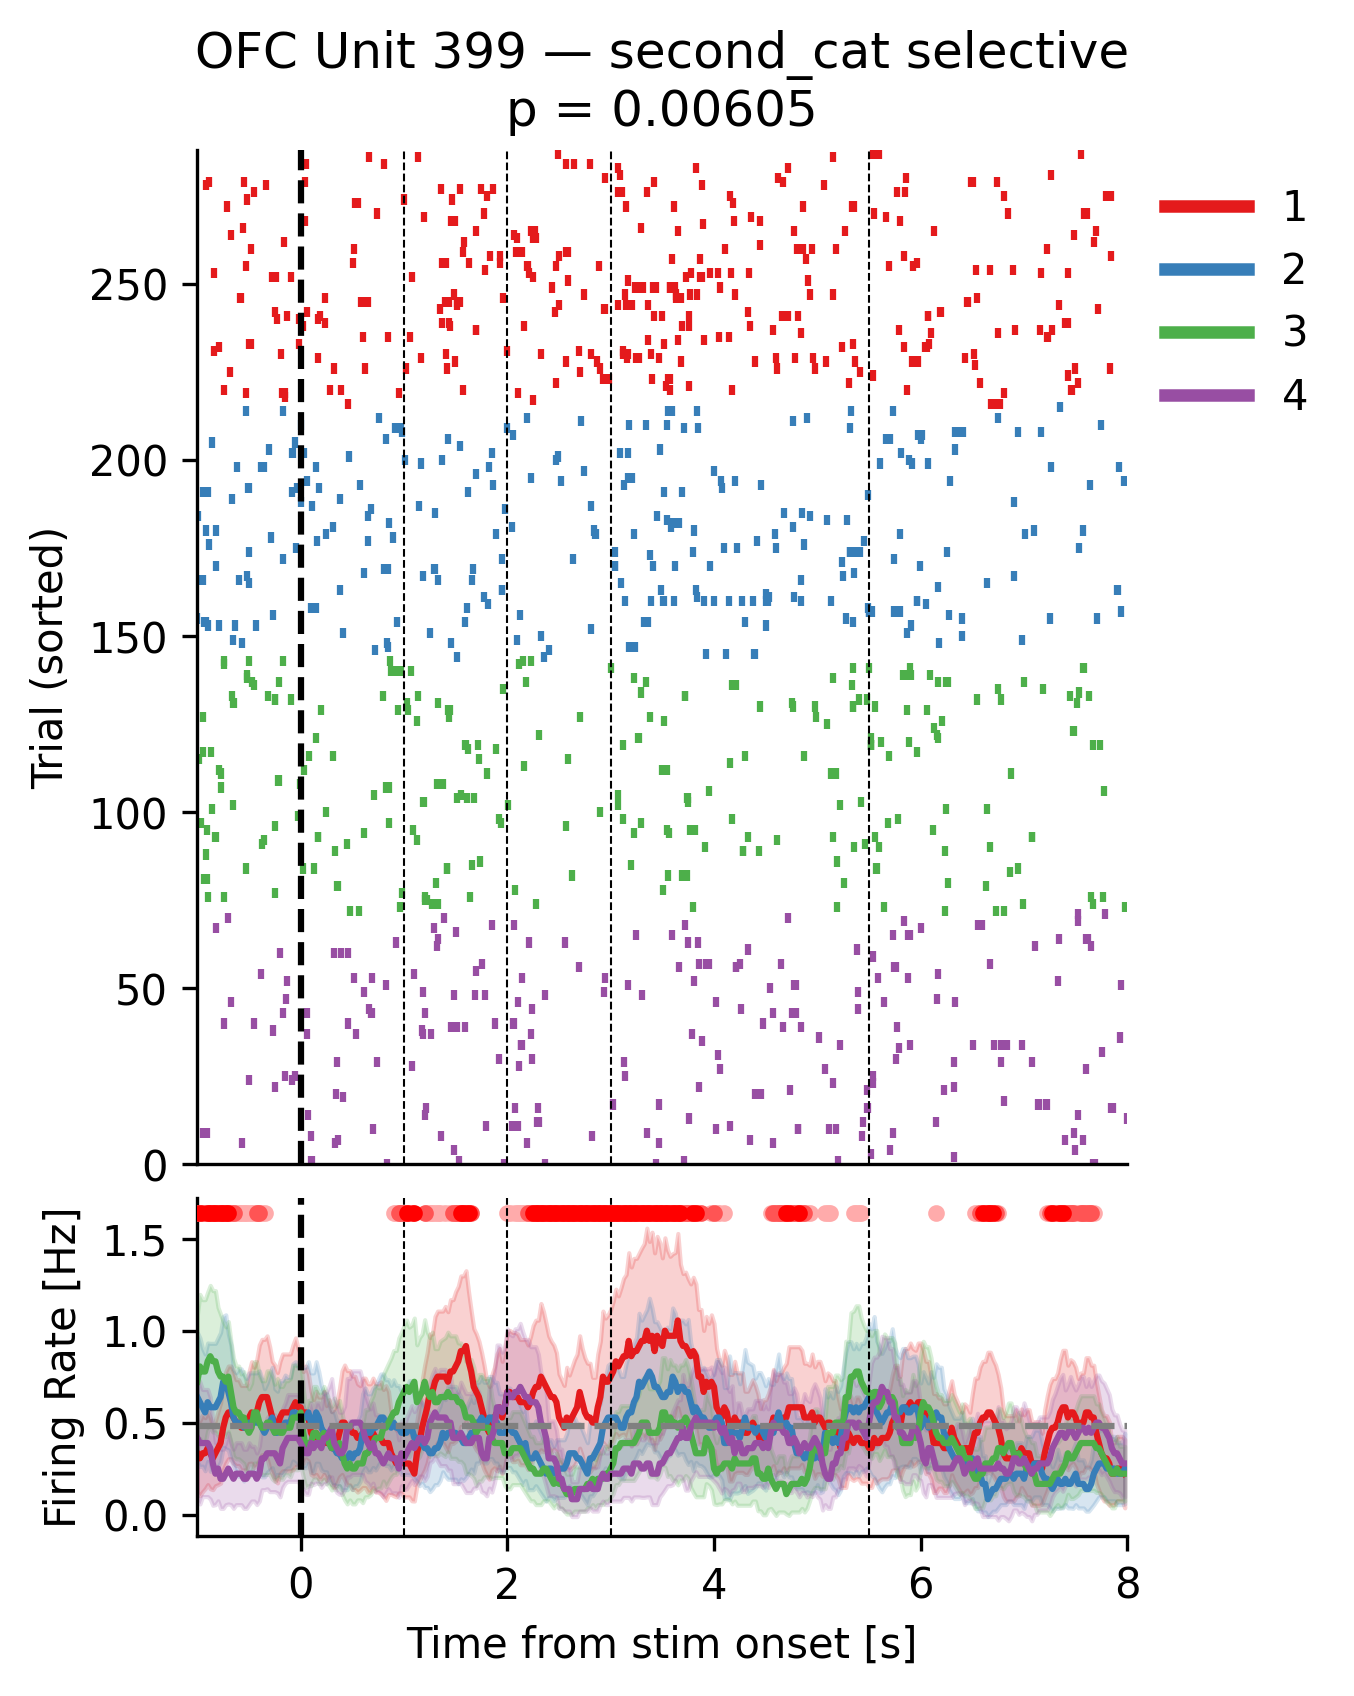 OFC Unit 399 — second_cat selective
p = 0.00605
1
2
3
4
250
200
150
100
50
0
Trial (sorted)
1.5
1.0
0.5
0.0
Firing Rate [Hz]
0 2 4 6 8
Time from stim onset [s]